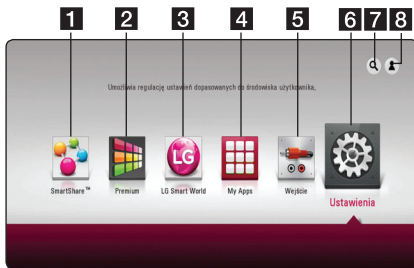 1 2 3 4 5 6 7 8
Umożliwia regulację ustawień dopasowanych do środowiska użytkownika.
LG
SmartShare™ Premium LG Smart World My Apps Wejście
Ustawienia